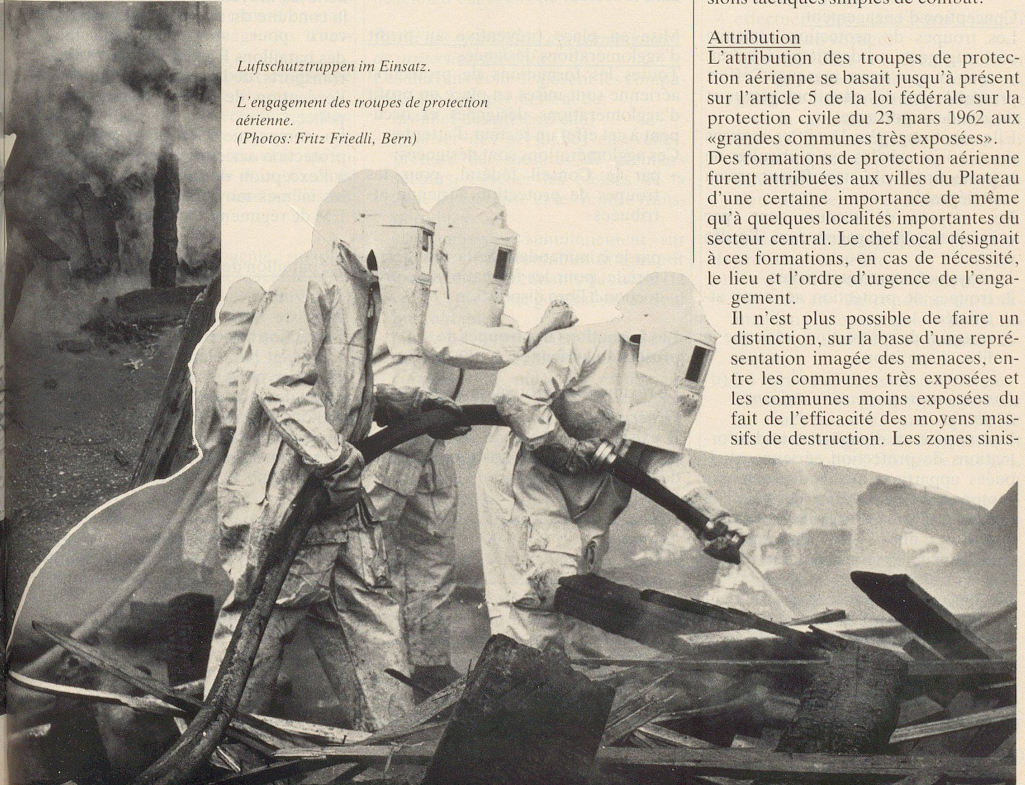 Luftschutztruppen im Einsatz.
L'engagement des troupes de protection
aérienne.
(Photos: Fritz Friedli, Bern)
sions tactiques simples de combat.
Attribution
L'attribution des troupes de protec-
tion aérienne se basait jusqu'à présent
sur l'article 5 de la loi fédérale sur la
protection civile du 23 mars 1962 aux
«grandes communes très exposées».
Des formations de protection aérienne
furent attribuées aux villes du Plateau
d'une certaine importance de même
qu'à quelques localités importantes du
secteur central. Le chef local désignait
à ces formations, en cas de nécessité,
le lieu et l'ordre d'urgence de l'enga-
gement.
Il n'est plus possible de faire un
distinction, sur la base d'une repré-
sentation imagée des menaces, en-
tre les communes très exposées et
les communes moins exposées du
fait de l'efficacité des moyens mas-
sifs de destruction. Les zones sinis-